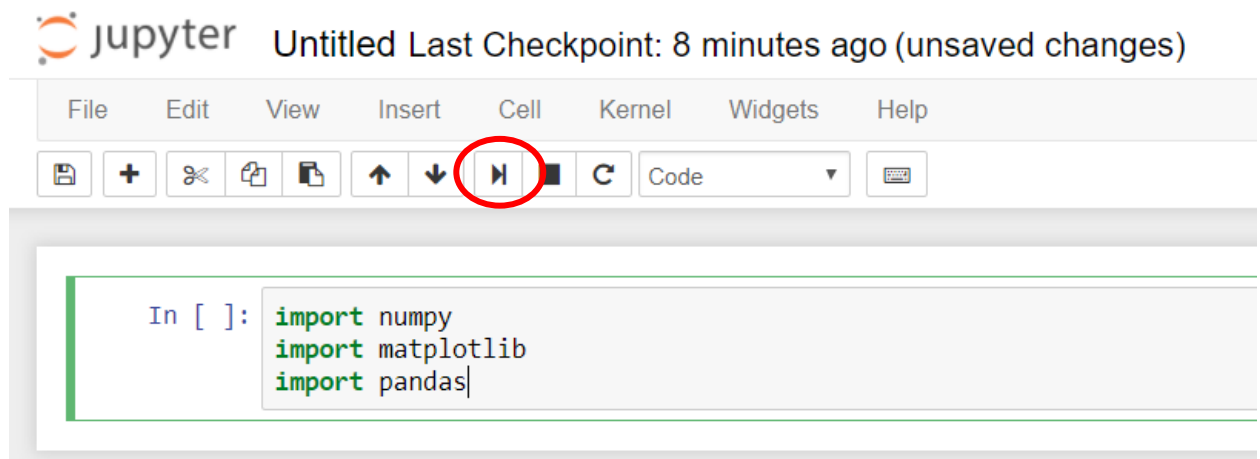 jupyter Untitled Last Checkpoint: 8 minutes ago (unsaved changes)
File Edit View Insert Cell Kernel Widgets Help
Code
In [ ]: import numpy
import matplotlib
import pandas